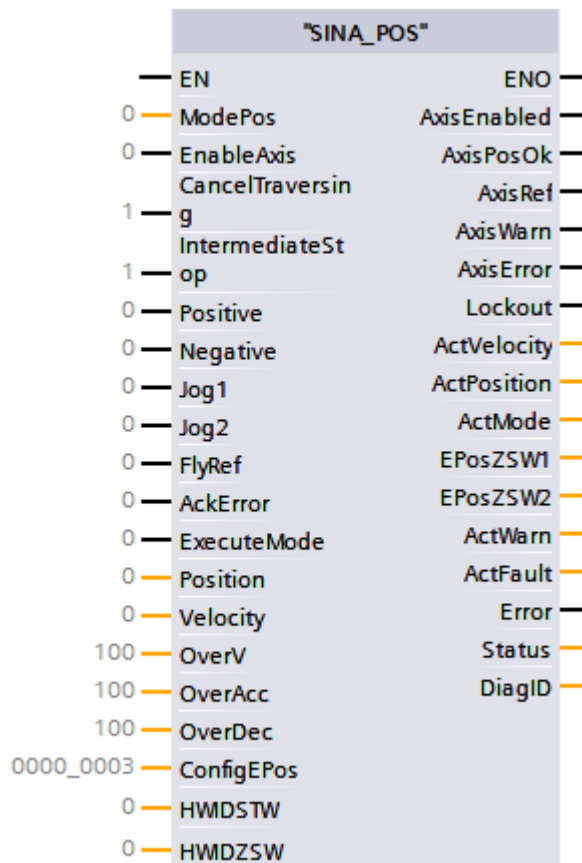 "SINA_POS"
EN ENO
0 ModePos AxisEnabled
0 EnableAxis AxisPosOk
CancelTraversin
1 g AxisRef
IntermediateSt AxisWarn
1 op AxisError
0 Positive Lockout
0 Negative ActVelocity
0 Jog1 ActPosition
0 Jog2 ActMode
0 FlyRef EPosZSW1
0 AckError EPosZSW2
0 ExecuteMode ActWarn
0 Position ActFault
0 Velocity Error
100 OverV Status
100 OverAcc DiagID
100 OverDec
0000_0003 ConfigEPos
0 HWIDSTW
0 HWIDZSW